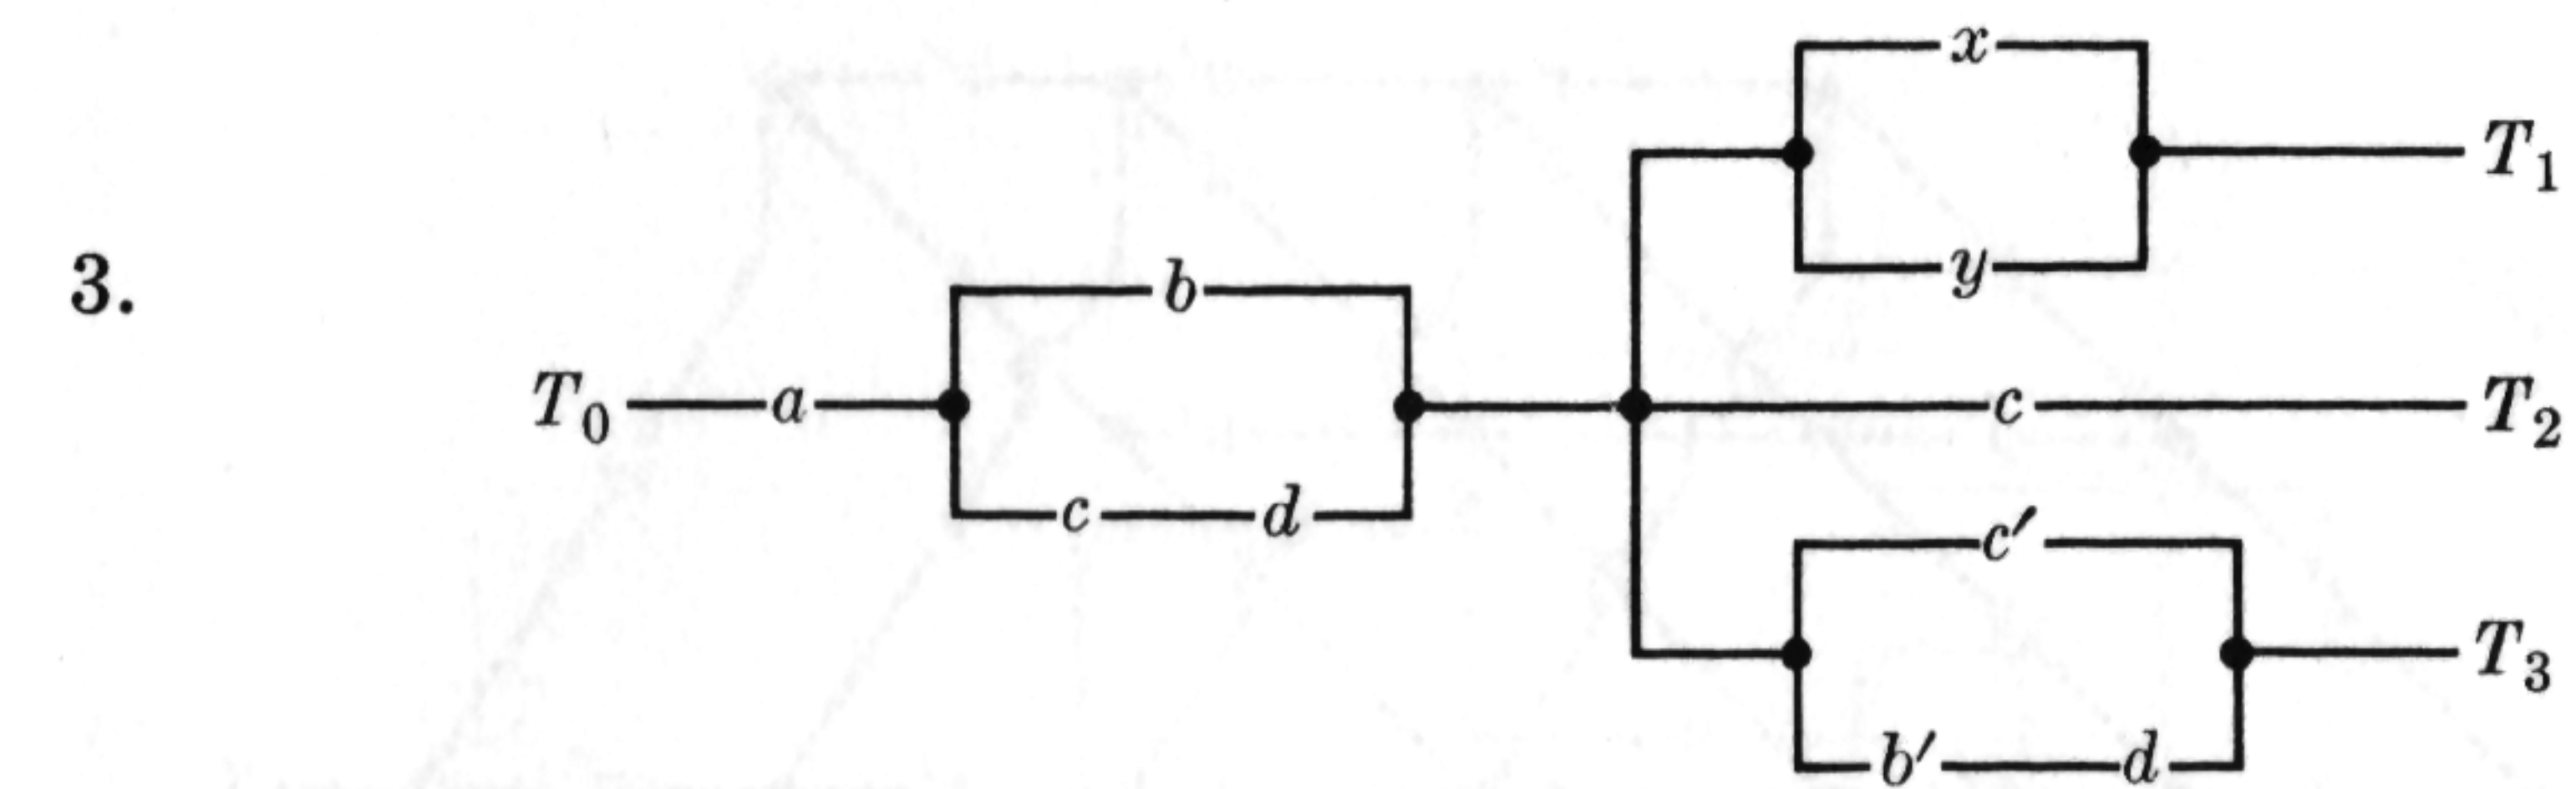 x
T₁
y
3.
b
T₀ a c T₂
c d
c′
T₃
b′ d